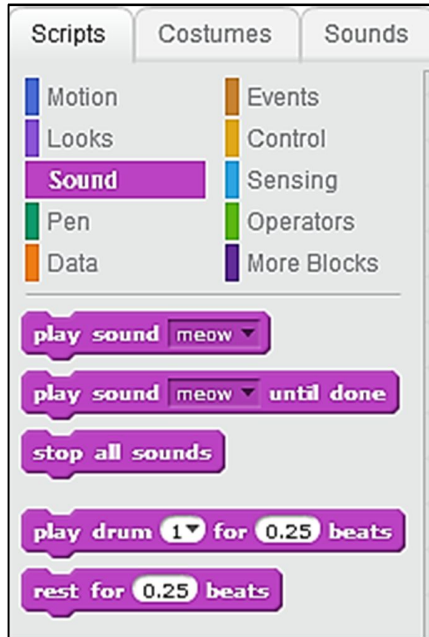 Scripts Costumes Sounds
Motion Events
Looks Control
Sound Sensing
Pen Operators
Data More Blocks
play sound meow
play sound meow until done
stop all sounds
play drum 1 for 0.25 beats
rest for 0.25 beats